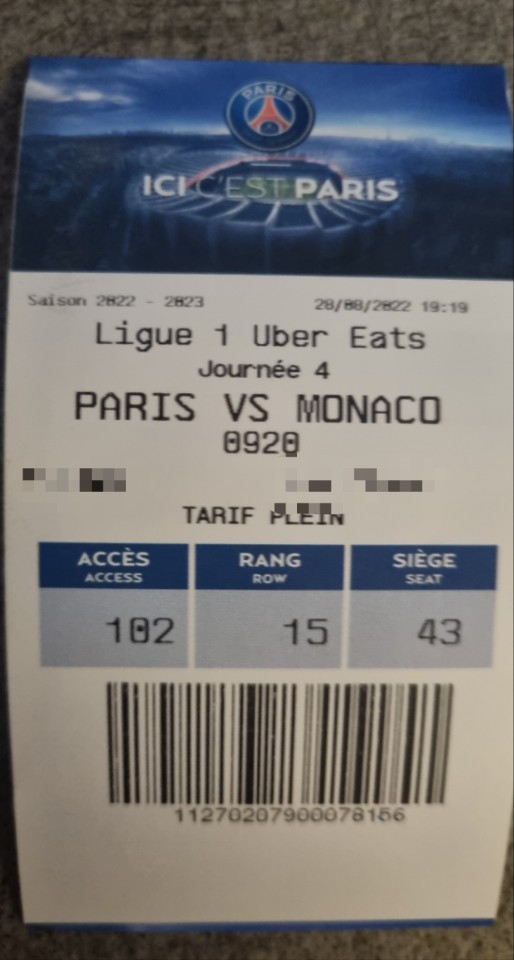 PARIS
ICI C'EST PARIS
Saison 2022 - 2023 28/08/2022 19:19
Ligue 1 Uber Eats
Journée 4
PARIS VS MONACO
0920
TARIF PLEIN
ACCÈS RANG SIÈGE
ACCESS ROW SEAT
102 15 43
11270207900078156